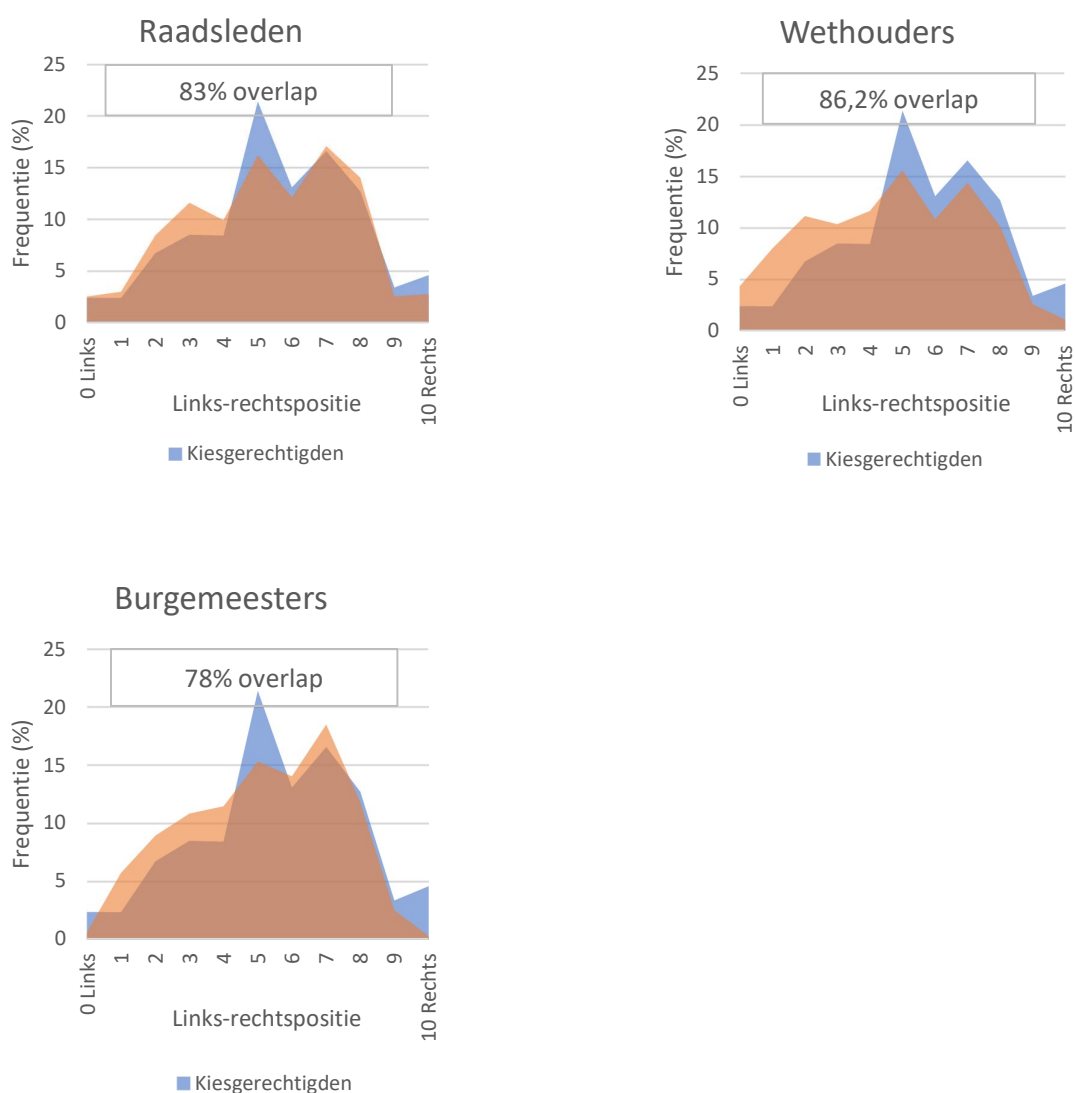 Raadsleden
83% overlap
25
20
15
10
5
0
Frequentie (%)
0 Links
1
2
3
4
5
6
7
8
9
10 Rechts
Links-rechtspositie
Kiesgerechtigden
Wethouders
86,2% overlap
25
20
15
10
5
0
Frequentie (%)
0 Links
1
2
3
4
5
6
7
8
9
10 Rechts
Links-rechtspositie
Kiesgerechtigden
Burgemeesters
78% overlap
25
20
15
10
5
0
Frequentie (%)
0 Links
1
2
3
4
5
6
7
8
9
10 Rechts
Links-rechtspositie
Kiesgerechtigden